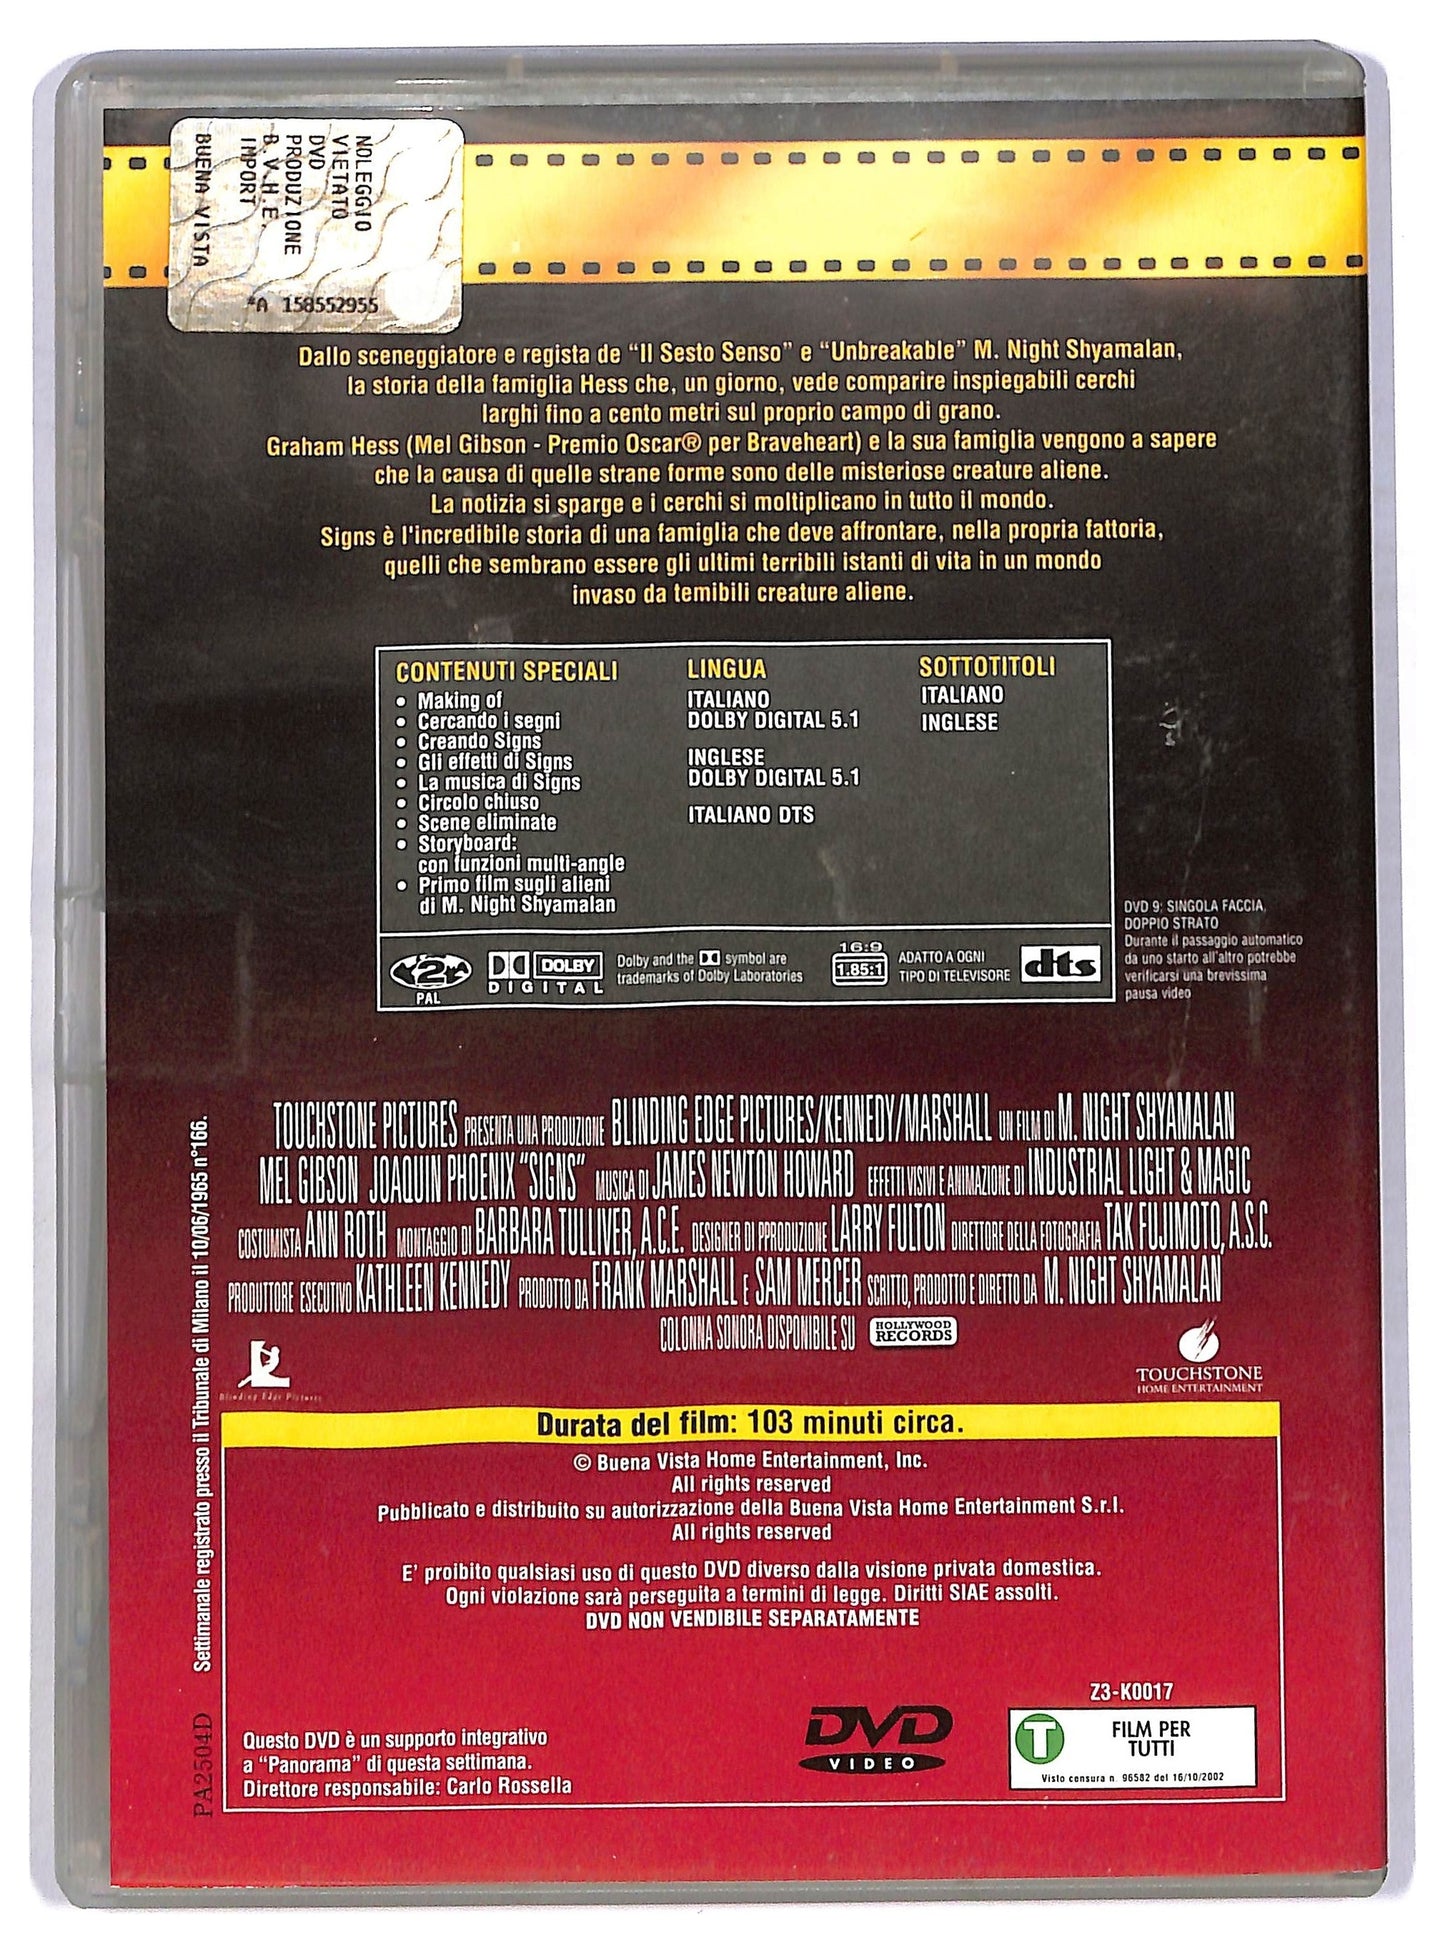 NOLEGGIO
VIETATO
DVD
PRODUZIONE
B.V.H.E.
IMPORT
BUENA VISTA
*A 158552955
Dallo sceneggiatore e regista de “Il Sesto Senso” e “Unbreakable” M. Night Shyamalan,
la storia della famiglia Hess che, un giorno, vede comparire inspiegabili cerchi
larghi fino a cento metri sul proprio campo di grano.
Graham Hess (Mel Gibson - Premio Oscar® per Braveheart) e la sua famiglia vengono a sapere
che la causa di quelle strane forme sono delle misteriose creature aliene.
La notizia si sparge e i cerchi si moltiplicano in tutto il mondo.
Signs è l'incredibile storia di una famiglia che deve affrontare, nella propria fattoria,
quelli che sembrano essere gli ultimi terribili istanti di vita in un mondo
invaso da temibili creature aliene.
CONTENUTI SPECIALI
• Making of
• Cercando i segni
• Creando Signs
• Gli effetti di Signs
• La musica di Signs
• Circolo chiuso
• Scene eliminate
• Storyboard:
con funzioni multi-angle
• Primo film sugli alieni
di M. Night Shyamalan
LINGUA
ITALIANO
DOLBY DIGITAL 5.1
INGLESE
DOLBY DIGITAL 5.1
ITALIANO DTS
SOTTOTITOLI
ITALIANO
INGLESE
2
PAL
DOLBY
DIGITAL
Dolby and the symbol are
trademarks of Dolby Laboratories
16:9
1.85:1
ADATTO A OGNI
TIPO DI TELEVISORE
dts
DVD 9: SINGOLA FACCIA,
DOPPIO STRATO
Durante il passaggio automatico
da uno starto all'altro potrebbe
verificarsi una brevissima
pausa video
TOUCHSTONE PICTURES PRESENTA UNA PRODUZIONE BLINDING EDGE PICTURES/KENNEDY/MARSHALL UN FILM DI M. NIGHT SHYAMALAN
MEL GIBSON JOAQUIN PHOENIX “SIGNS” MUSICA DI JAMES NEWTON HOWARD EFFETTI VISIVI E ANIMAZIONE DI INDUSTRIAL LIGHT & MAGIC
COSTUMISTA ANN ROTH MONTAGGIO DI BARBARA TULLIVER, A.C.E. DESIGNER DI PPRODUZIONE LARRY FULTON DIRETTORE DELLA FOTOGRAFIA TAK FUJIMOTO, A.S.C.
PRODUTTORE ESECUTIVO KATHLEEN KENNEDY PRODOTTO DA FRANK MARSHALL E SAM MERCER SCRITTO, PRODOTTO E DIRETTO DA M. NIGHT SHYAMALAN
COLONNA SONORA DISPONIBILE SU HOLLYWOOD
RECORDS
Blinding Edge Pictures
TOUCHSTONE
HOME ENTERTAINMENT
Durata del film: 103 minuti circa.
© Buena Vista Home Entertainment, Inc.
All rights reserved
Pubblicato e distribuito su autorizzazione della Buena Vista Home Entertainment S.r.l.
All rights reserved
E' proibito qualsiasi uso di questo DVD diverso dalla visione privata domestica.
Ogni violazione sarà perseguita a termini di legge. Diritti SIAE assolti.
DVD NON VENDIBILE SEPARATAMENTE
Questo DVD è un supporto integrativo
a “Panorama” di questa settimana.
Direttore responsabile: Carlo Rossella
DVD
VIDEO
Z3-K0017
T
FILM PER
TUTTI
Visto censura n. 96582 del 16/10/2002
PA2504D
Settimanale registrato presso il Tribunale di Milano il 10/06/1965 n°166.